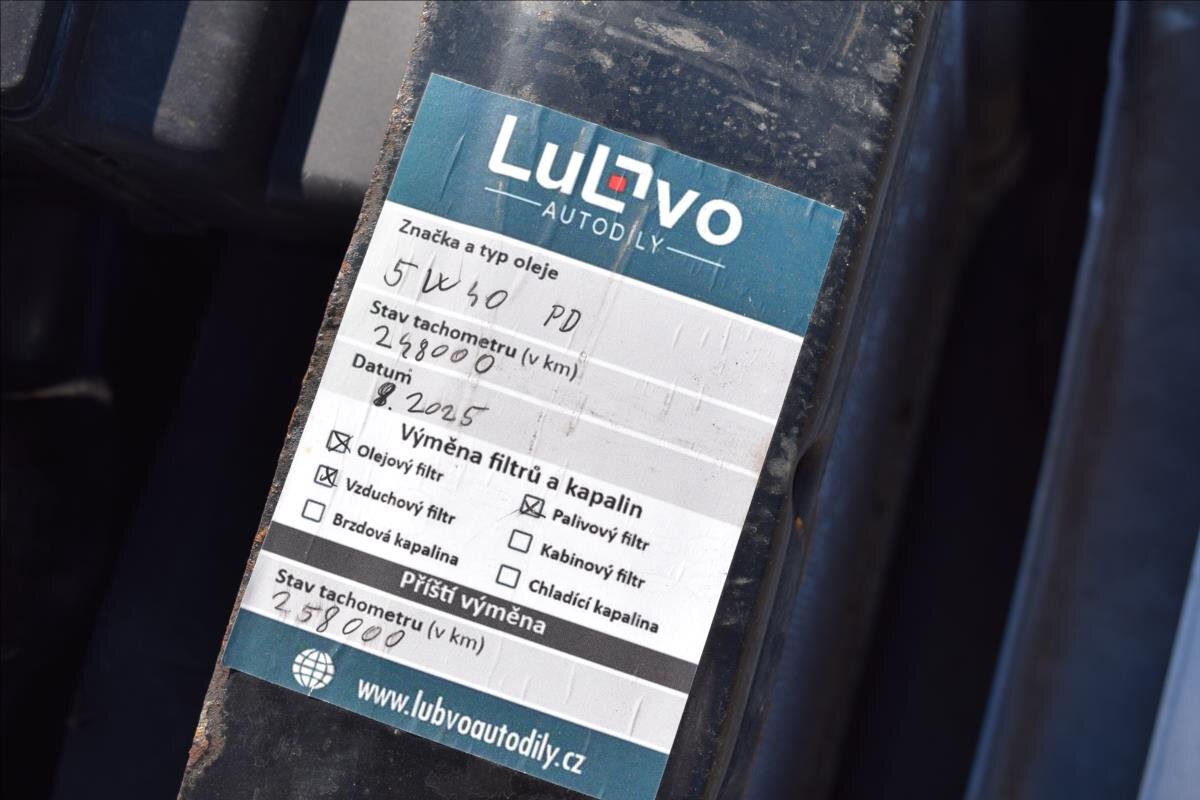 Lubvo
AUTODÍLY
Značka a typ oleje
5W40 PD
Stav tachometru (v km)
248000
Datum
8. 2025
Výměna filtrů a kapalin
☒ Olejový filtr
☒ Vzduchový filtr
☐ Brzdová kapalina
☒ Palivový filtr
☐ Kabinový filtr
☐ Chladící kapalina
Příští výměna
Stav tachometru (v km)
258000
www.lubvoautodily.cz